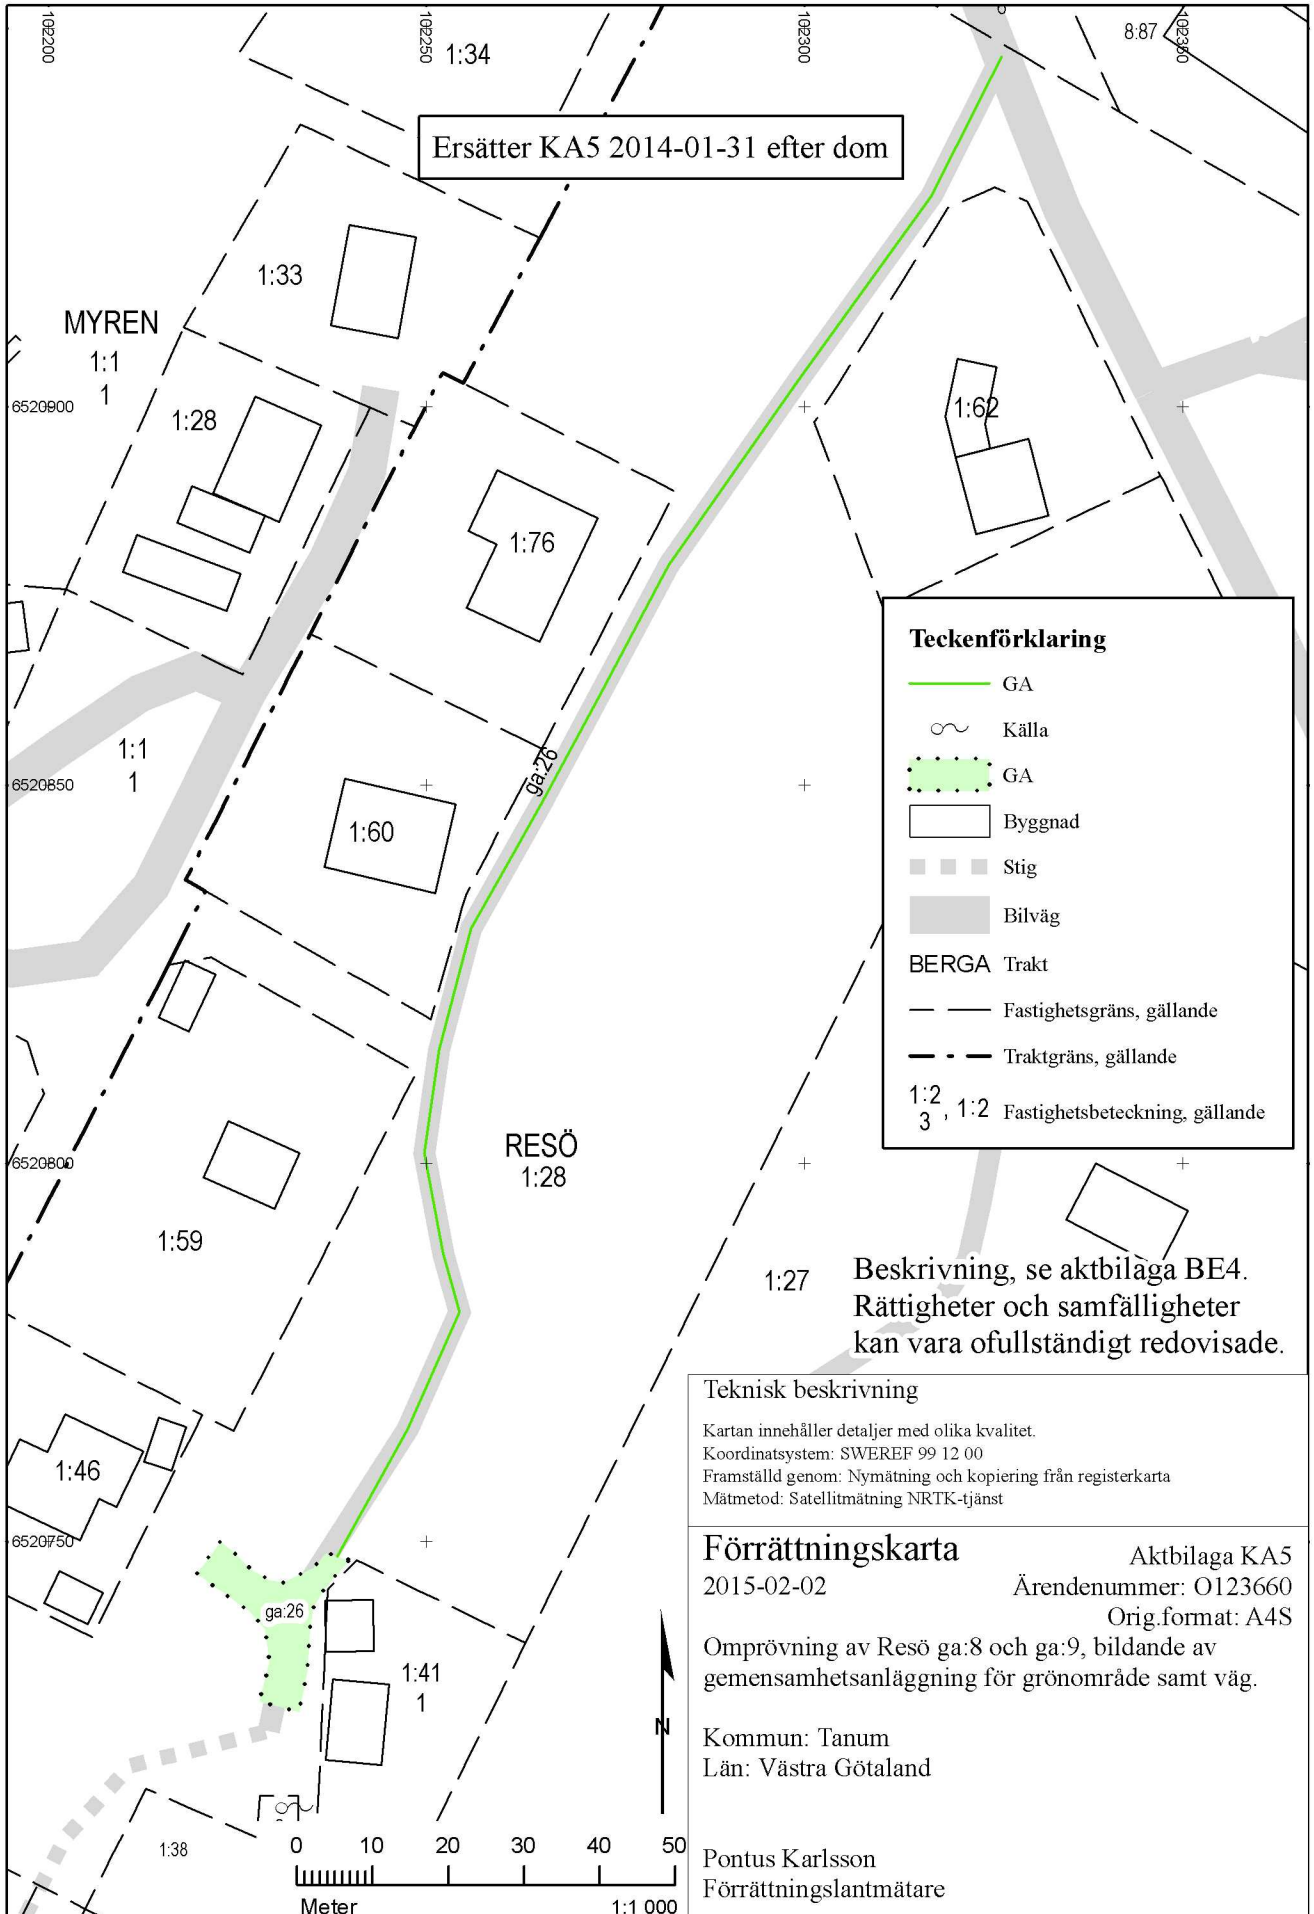 102200
102250
102300
102350
1:34
8:87
Ersätter KA5 2014-01-31 efter dom
1:33
MYREN
1:1
1
6520900
1:28
1:62
1:76
Teckenförklaring
GA
Källa
GA
Byggnad
Stig
Bilväg
BERGA Trakt
Fastighetsgräns, gällande
Traktgräns, gällande
1:2
3 , 1:2 Fastighetsbeteckning, gällande
1:1
1
6520850
ga:26
1:60
RESÖ
1:28
6520800
1:59
1:27
Beskrivning, se aktbilaga BE4.
Rättigheter och samfälligheter
kan vara ofullständigt redovisade.
Teknisk beskrivning
Kartan innehåller detaljer med olika kvalitet.
Koordinatsystem: SWEREF 99 12 00
Framställd genom: Nymätning och kopiering från registerkarta
Mätmetod: Satellitmätning NRTK-tjänst
1:46
6520750
Förrättningskarta
2015-02-02
Aktbilaga KA5
Ärendenummer: O123660
Orig.format: A4S
Omprövning av Resö ga:8 och ga:9, bildande av
gemensamhetsanläggning för grönområde samt väg.
Kommun: Tanum
Län: Västra Götaland
Pontus Karlsson
Förrättningslantmätare
ga:26
1:41
1
N
1:38
0 10 20 30 40 50
Meter 1:1 000